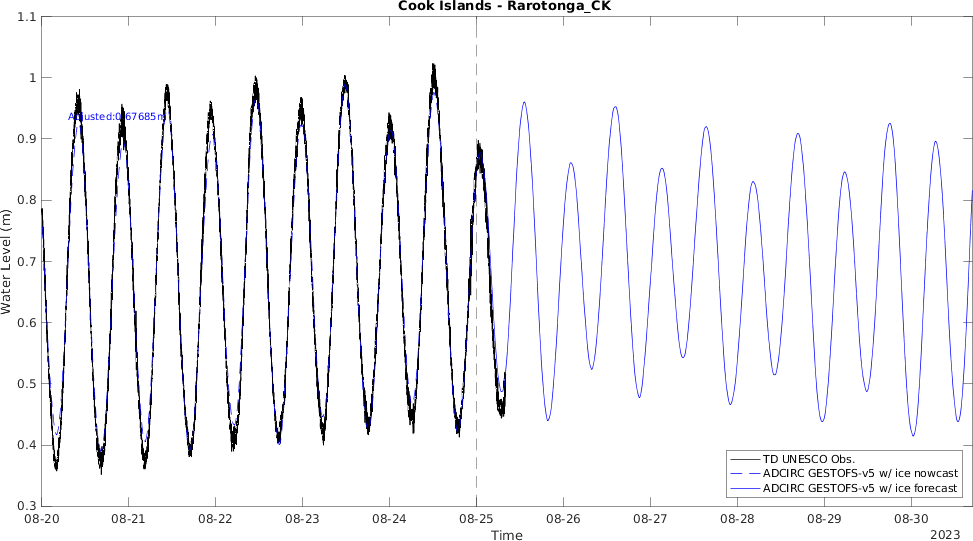 Cook Islands - Rarotonga_CK
Water Level (m)
1.1
1
0.9
0.8
0.7
0.6
0.5
0.4
0.3
Adjusted:0.67685m
TD UNESCO Obs.
ADCIRC GESTOFS-v5 w/ ice nowcast
ADCIRC GESTOFS-v5 w/ ice forecast
08-20 08-21 08-22 08-23 08-24 08-25 08-26 08-27 08-28 08-29 08-30
Time
2023